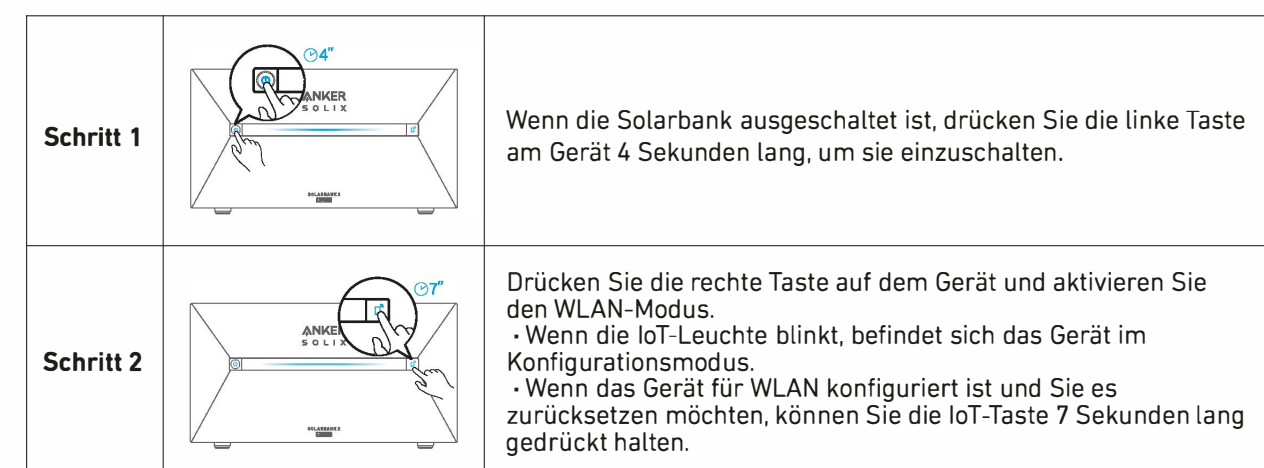 Schritt 1
4"
ANKER
SOLIX
SOLARBANK 2
Wenn die Solarbank ausgeschaltet ist, drücken Sie die linke Taste
am Gerät 4 Sekunden lang, um sie einzuschalten.
Schritt 2
7"
ANKE
SOLIX
SOLARBANK 2
Drücken Sie die rechte Taste auf dem Gerät und aktivieren Sie
den WLAN-Modus.
· Wenn die IoT-Leuchte blinkt, befindet sich das Gerät im
Konfigurationsmodus.
· Wenn das Gerät für WLAN konfiguriert ist und Sie es
zurücksetzen möchten, können Sie die IoT-Taste 7 Sekunden lang
gedrückt halten.